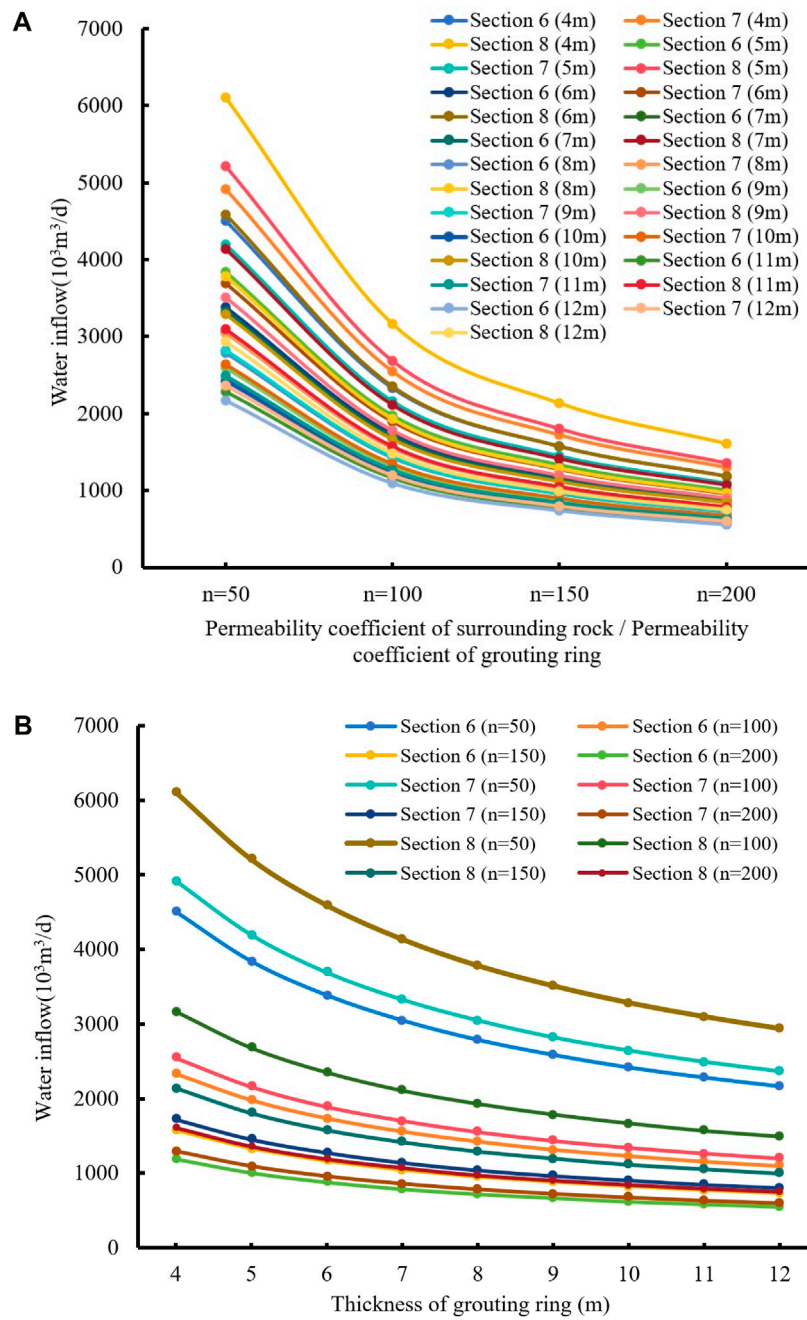 A
7000
6000
5000
4000
3000
2000
1000
0
Water inflow(10³m³/d)
Section 6 (4m) Section 7 (4m)
Section 8 (4m) Section 6 (5m)
Section 7 (5m) Section 8 (5m)
Section 6 (6m) Section 7 (6m)
Section 8 (6m) Section 6 (7m)
Section 6 (7m) Section 8 (7m)
Section 6 (8m) Section 7 (8m)
Section 8 (8m) Section 6 (9m)
Section 7 (9m) Section 8 (9m)
Section 6 (10m) Section 7 (10m)
Section 8 (10m) Section 6 (11m)
Section 7 (11m) Section 8 (11m)
Section 6 (12m) Section 7 (12m)
Section 8 (12m)
n=50 n=100 n=150 n=200
Permeability coefficient of surrounding rock / Permeability
coefficient of grouting ring
B
7000
6000
5000
4000
3000
2000
1000
0
Water inflow(10³m³/d)
Section 6 (n=50) Section 6 (n=100)
Section 6 (n=150) Section 6 (n=200)
Section 7 (n=50) Section 7 (n=100)
Section 7 (n=150) Section 7 (n=200)
Section 8 (n=50) Section 8 (n=100)
Section 8 (n=150) Section 8 (n=200)
4 5 6 7 8 9 10 11 12
Thickness of grouting ring (m)